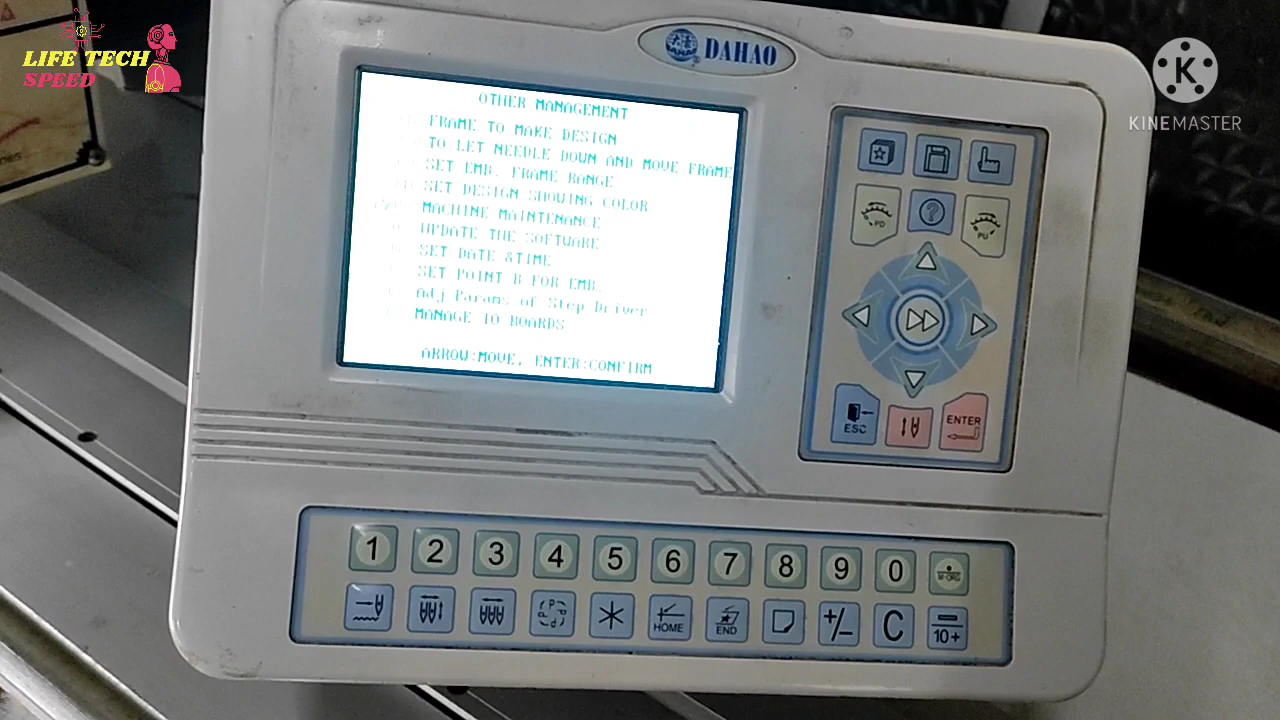 LIFE TECH
SPEED
K
KINEMASTER
DAHAO
OTHER MANAGEMENT
FRAME TO MAKE DESIGN
TO LET NEEDLE DOWN AND MOVE FRAME
SET EMB. FRAME RANGE
SET DESIGN SHOWING COLOR
MACHINE MAINTENANCE
UPDATE THE SOFTWARE
SET DATE &TIME
SET POINT B FOR EMB.
Adj Params of Step Driver
MANAGE IO BOARDS
ARROW:MOVE, ENTER:CONFIRM
PD ? PU
ESC ENTER
1 2 3 4 5 6 7 8 9 0 M-ORG
HOME END +/- C 10+